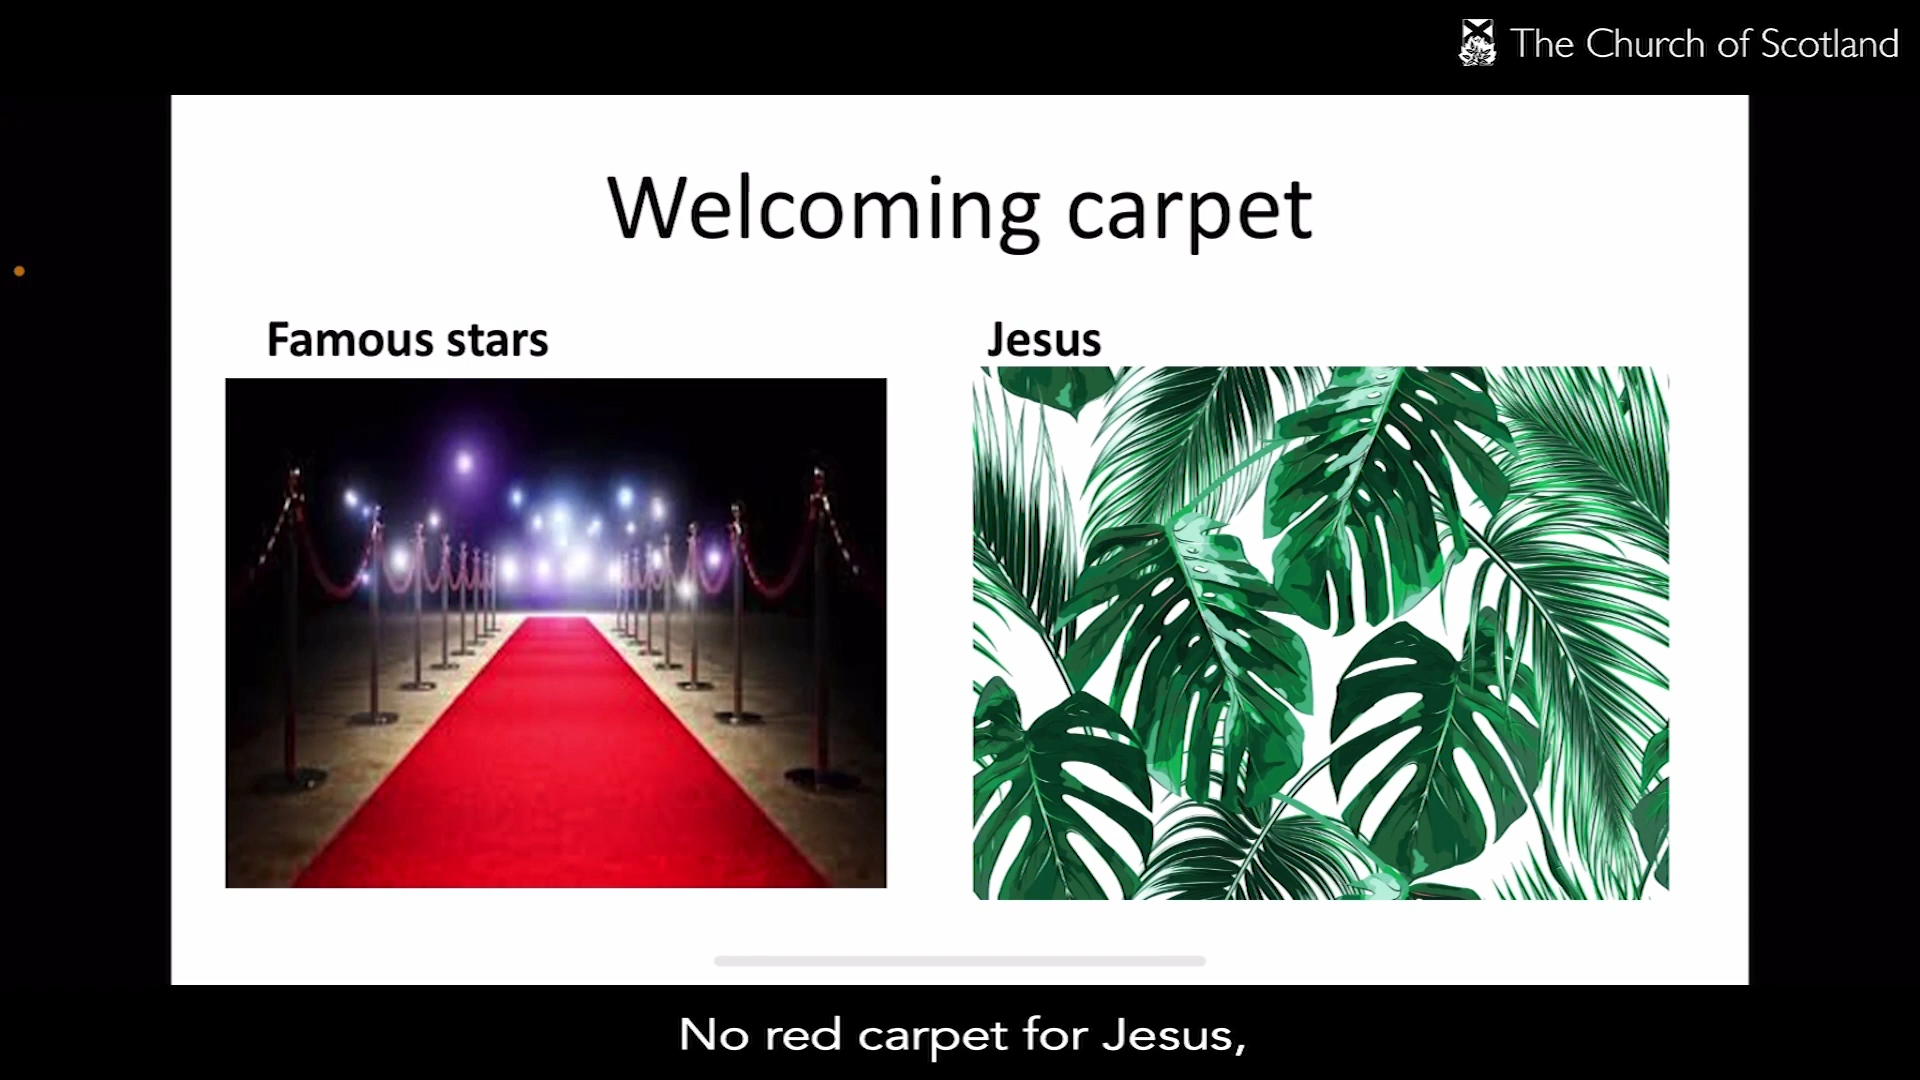 The Church of Scotland
Welcoming carpet
Famous stars
Jesus
No red carpet for Jesus,